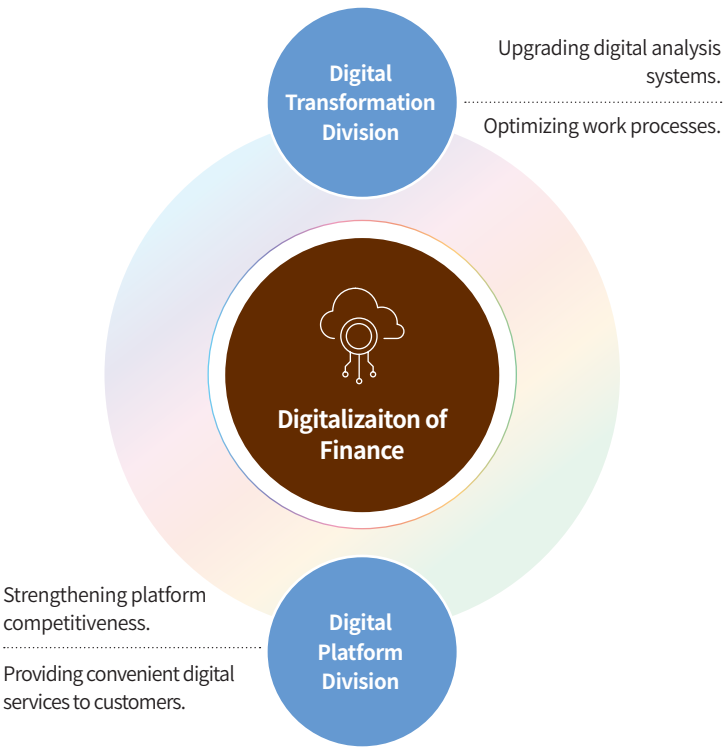 Digital
Transformation
Division
Upgrading digital analysis
systems.
Optimizing work processes.
Digitalizaiton of
Finance
Strengthening platform
competitiveness.
Providing convenient digital
services to customers.
Digital
Platform
Division